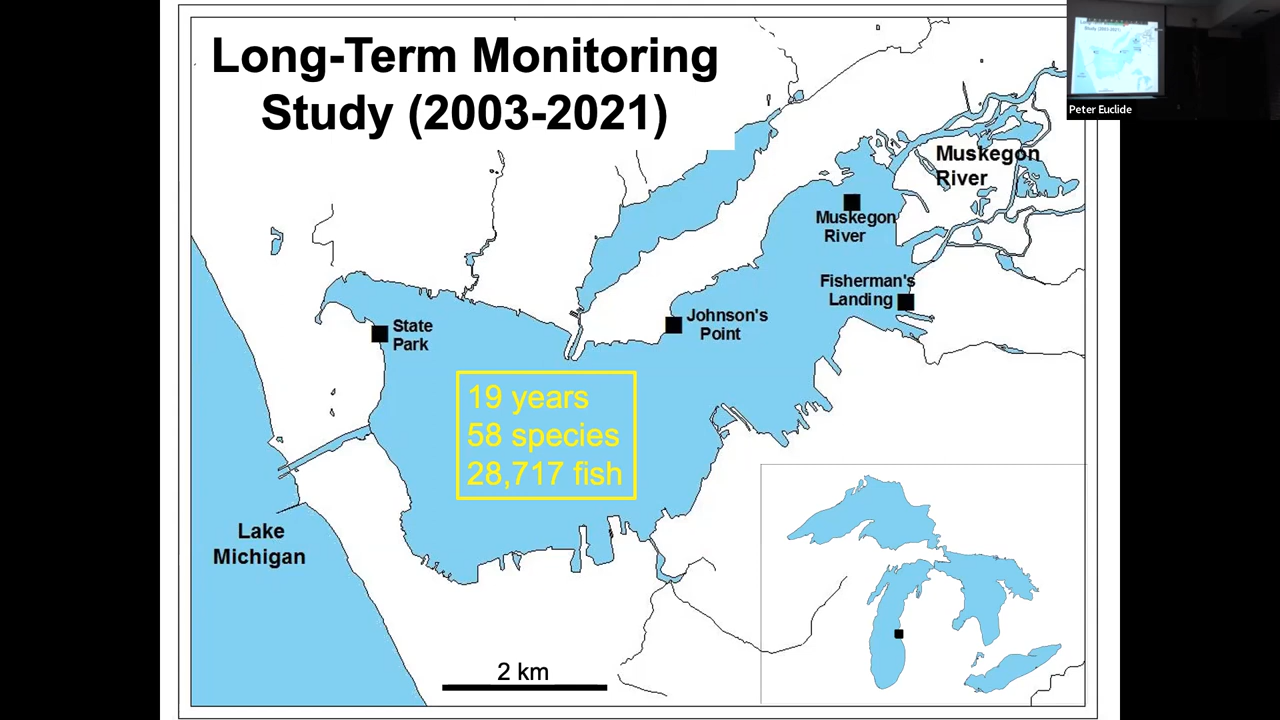 Long-Term Monitoring
Study (2003-2021)
Peter Euclide
Muskegon
River
Muskegon
River
Fisherman's
Landing
Johnson's
Point
State
Park
19 years
58 species
28,717 fish
Lake
Michigan
2 km